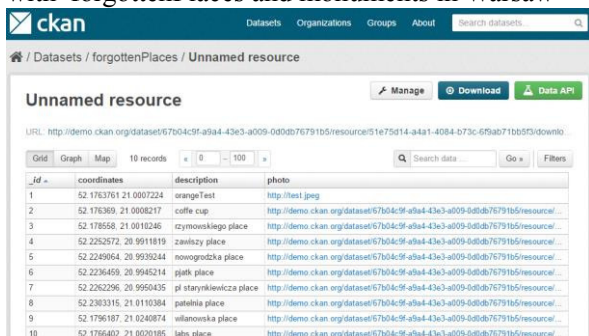 with forgottenPlaces and monuments in Warsaw
ckan Datasets Organizations Groups About Search datasets...
/ Datasets / forgottenPlaces / Unnamed resource
Unnamed resource Manage Download Data API
URL: http://demo.ckan.org/dataset/67b04c9f-a9a4-43e3-a009-0d0db76791b5/resource/51e75d14-a4a1-4084-b73c-6f9ab71bb5f3/downlo...
Grid Graph Map 10 records « 0 – 100 » Search data ... Go » Filters
_id coordinates description photo
1 52.1763761 21.0007224 orangeTest http://test.jpeg
2 52.176369, 21.0008217 coffe cup http://demo.ckan.org/dataset/67b04c9f-a9a4-43e3-a009-0d0db76791b5/resource/...
3 52.178558, 21.0010246 rzymowskiego place http://demo.ckan.org/dataset/67b04c9f-a9a4-43e3-a009-0d0db76791b5/resource/...
4 52.2252572, 20.9911819 zawiszy place http://demo.ckan.org/dataset/67b04c9f-a9a4-43e3-a009-0d0db76791b5/resource/...
5 52.2249064, 20.9939244 nowogrodzka place http://demo.ckan.org/dataset/67b04c9f-a9a4-43e3-a009-0d0db76791b5/resource/...
6 52.2236459, 20.9945214 pjatk place http://demo.ckan.org/dataset/67b04c9f-a9a4-43e3-a009-0d0db76791b5/resource/...
7 52.2262296, 20.9950435 pl starynkiewicza place http://demo.ckan.org/dataset/67b04c9f-a9a4-43e3-a009-0d0db76791b5/resource/...
8 52.2303315, 21.0110384 patelnia place http://demo.ckan.org/dataset/67b04c9f-a9a4-43e3-a009-0d0db76791b5/resource/...
9 52.1796187, 21.0240874 wilanowska place http://demo.ckan.org/dataset/67b04c9f-a9a4-43e3-a009-0d0db76791b5/resource/...
10 52.1766402, 21.0020185 labs place http://demo.ckan.org/dataset/67b04c9f-a9a4-43e3-a009-0d0db76791b5/resource/...